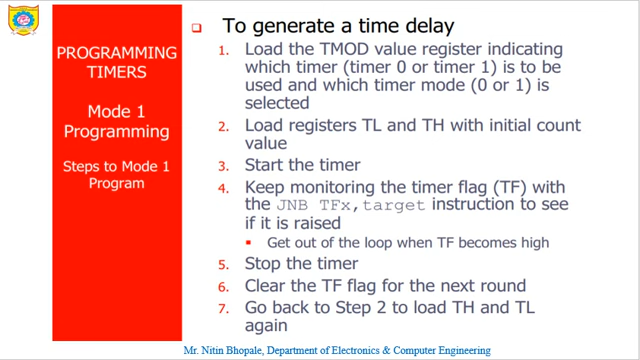 PROGRAMMING
TIMERS
Mode 1
Programming
Steps to Mode 1
Program
To generate a time delay
1. Load the TMOD value register indicating
which timer (timer 0 or timer 1) is to be
used and which timer mode (0 or 1) is
selected
2. Load registers TL and TH with initial count
value
3. Start the timer
4. Keep monitoring the timer flag (TF) with
the JNB TFx,target instruction to see
if it is raised
Get out of the loop when TF becomes high
5. Stop the timer
6. Clear the TF flag for the next round
7. Go back to Step 2 to load TH and TL
again
Mr. Nitin Bhopale, Department of Electronics & Computer Engineering